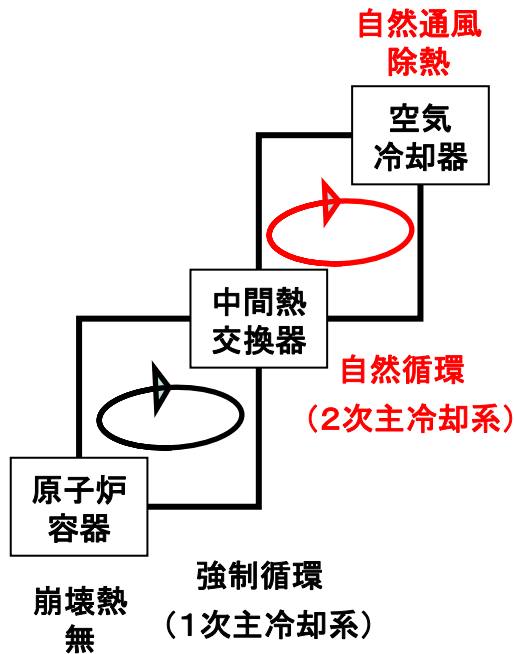 自然通風
除熱
空気
冷却器
中間熱
交換器
自然循環
（２次主冷却系）
原子炉
容器
強制循環
（１次主冷却系）
崩壊熱
無